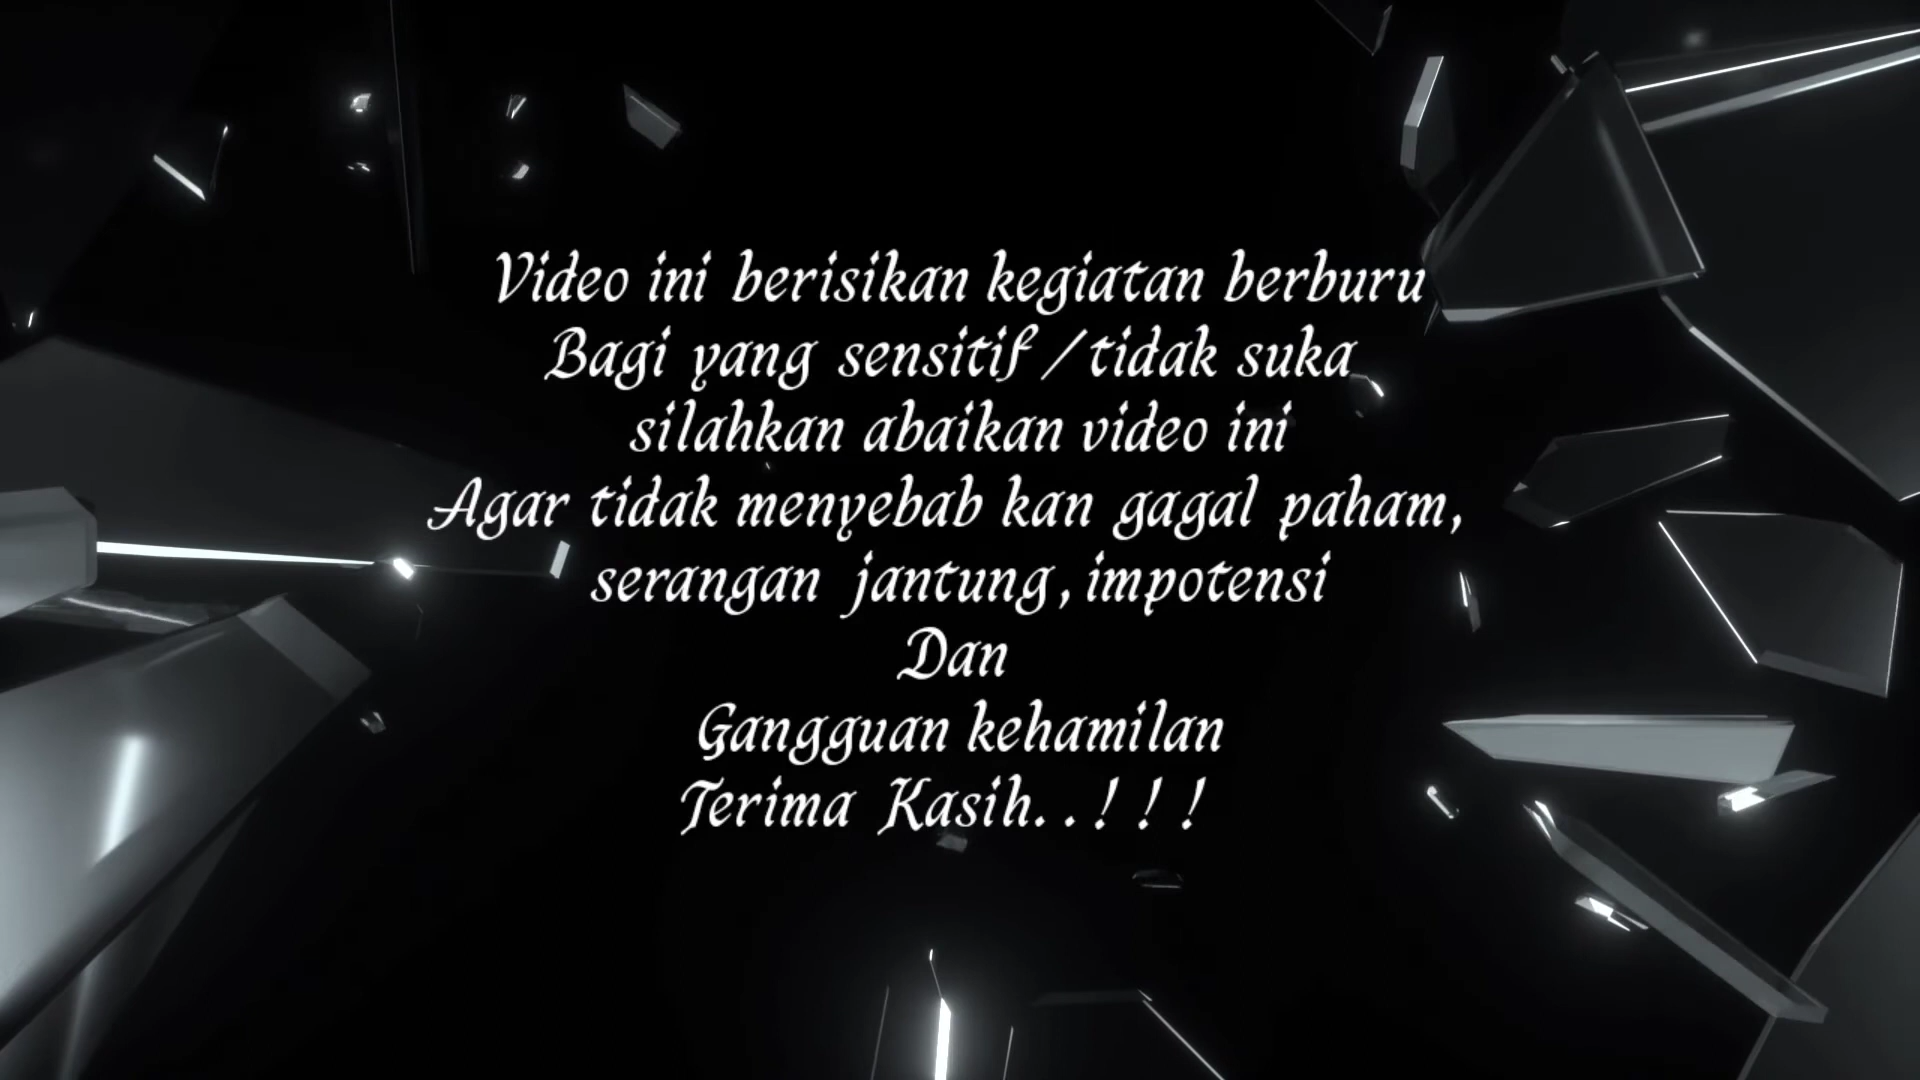 Video ini berisikan kegiatan berburu
Bagi yang sensitif /tidak suka
silahkan abaikan video ini
Agar tidak menyebab kan gagal paham,
serangan jantung, impotensi
Dan
Gangguan kehamilan
Terima Kasih. . ! ! !